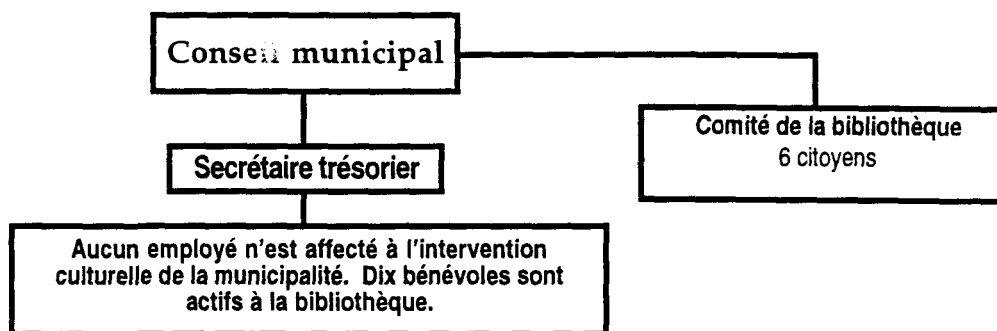 Conseil municipal
Comité de la bibliothèque
6 citoyens
Secrétaire trésorier
Aucun employé n'est affecté à l'intervention
culturelle de la municipalité. Dix bénévoles sont
actifs à la bibliothèque.